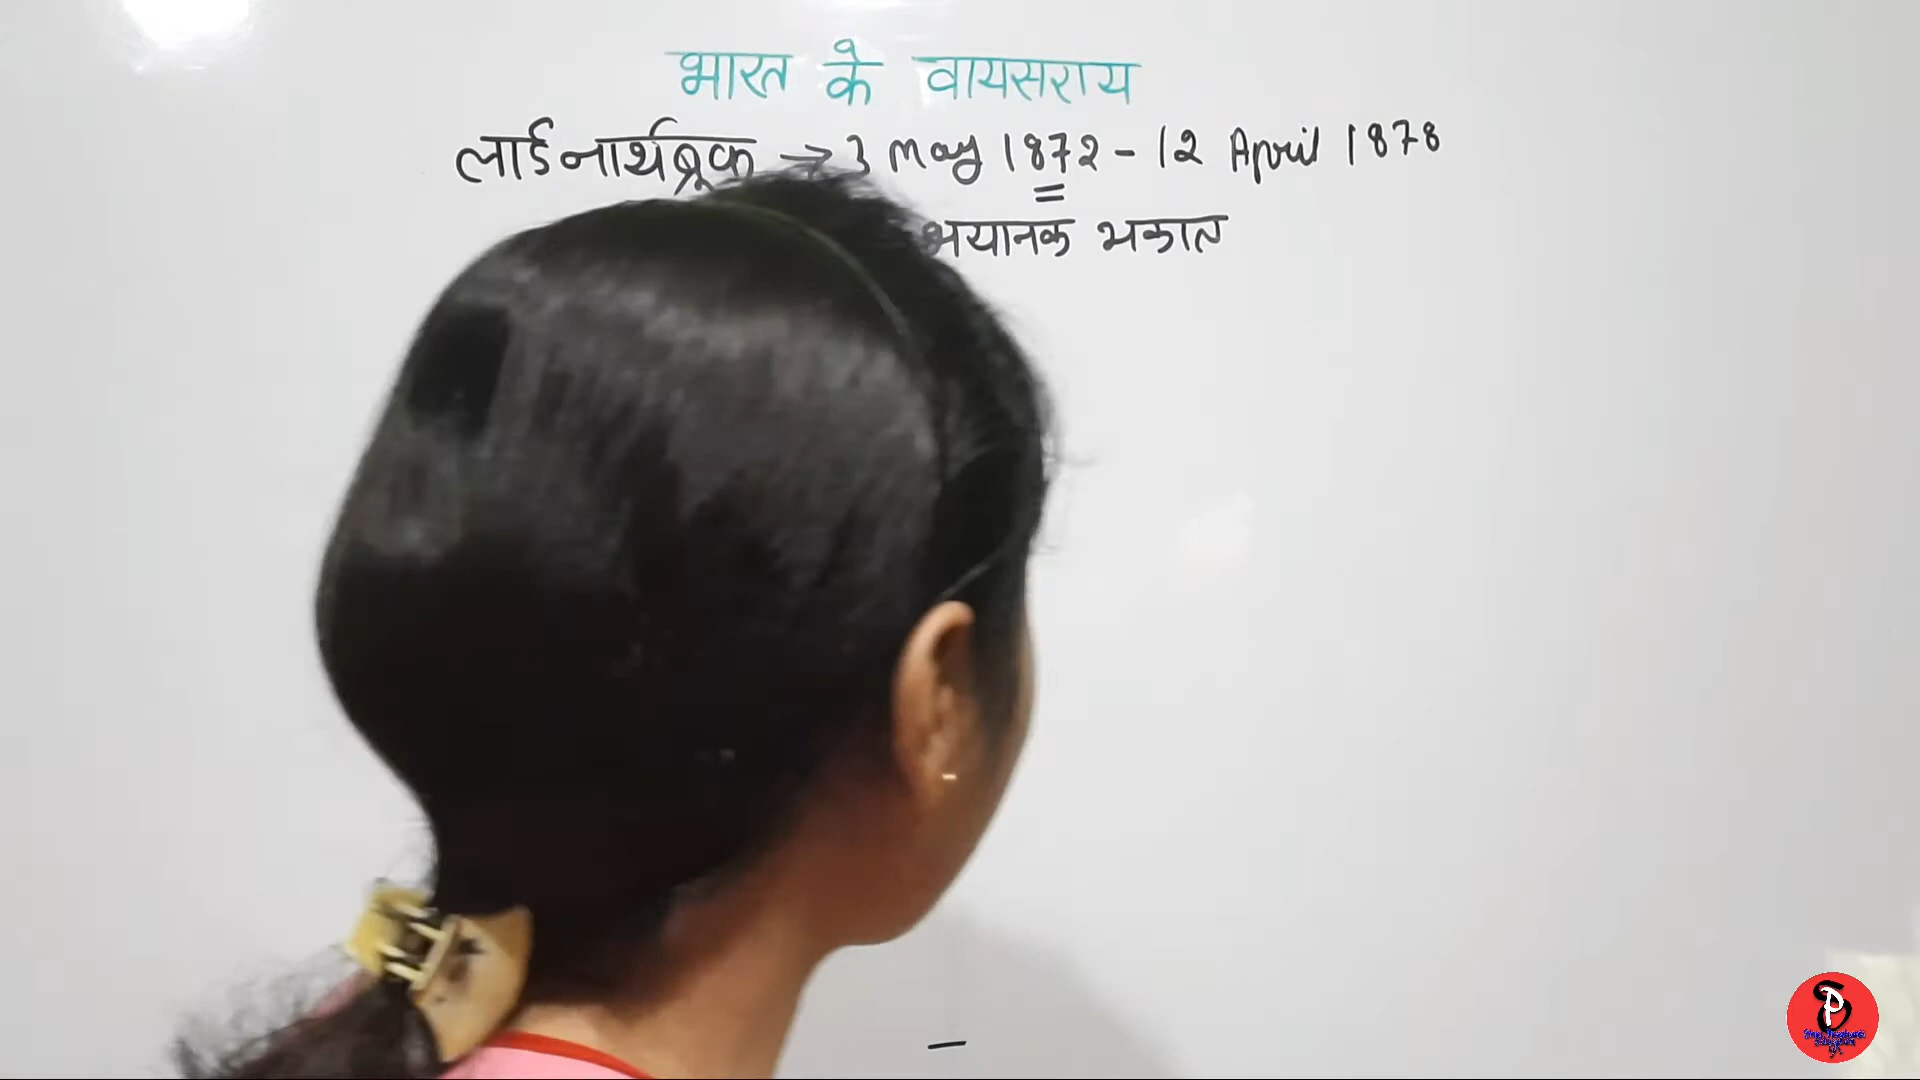 भारत के वायसराय
लार्ड नार्थब्रूक → 3 May 1872 - 12 April 1878
भयानक अकाल